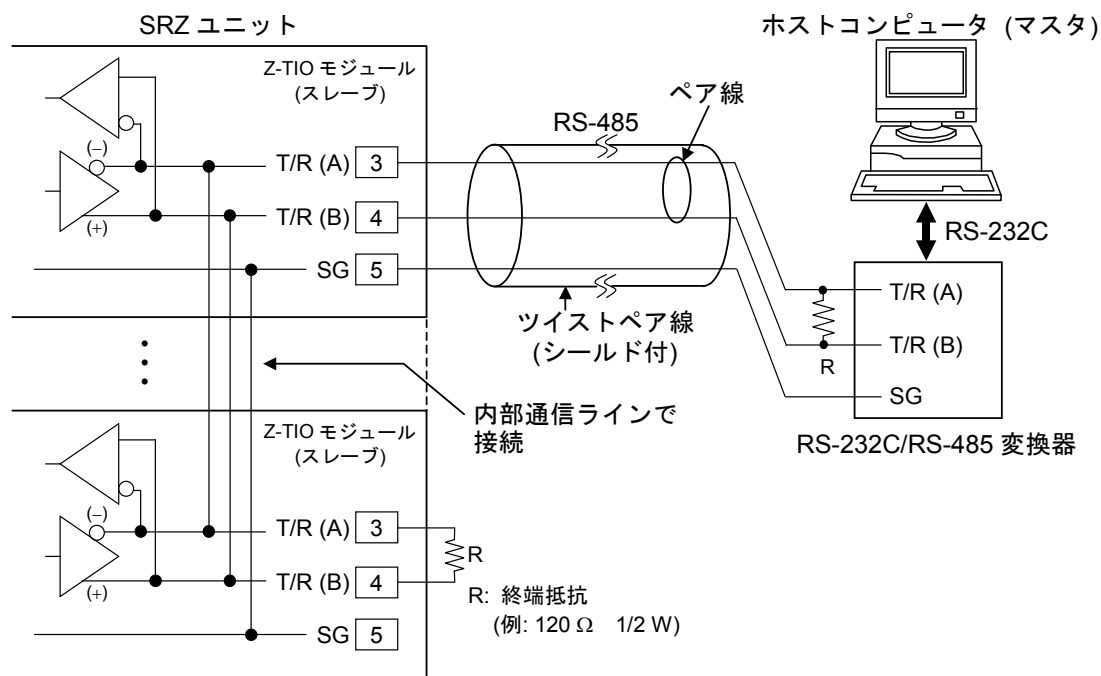 SRZ ユニット
ホストコンピュータ (マスタ)
Z-TIO モジュール
(スレーブ)
ペア線
RS-485
(−)
T/R (A) 3
T/R (B) 4
(+)
SG 5
RS-232C
ツイストペア線
(シールド付)
T/R (A)
T/R (B)
R
SG
内部通信ラインで
接続
RS-232C/RS-485 変換器
Z-TIO モジュール
(スレーブ)
(−)
T/R (A) 3
R
T/R (B) 4
(+)
SG 5
R: 終端抵抗
(例: 120 Ω 1/2 W)